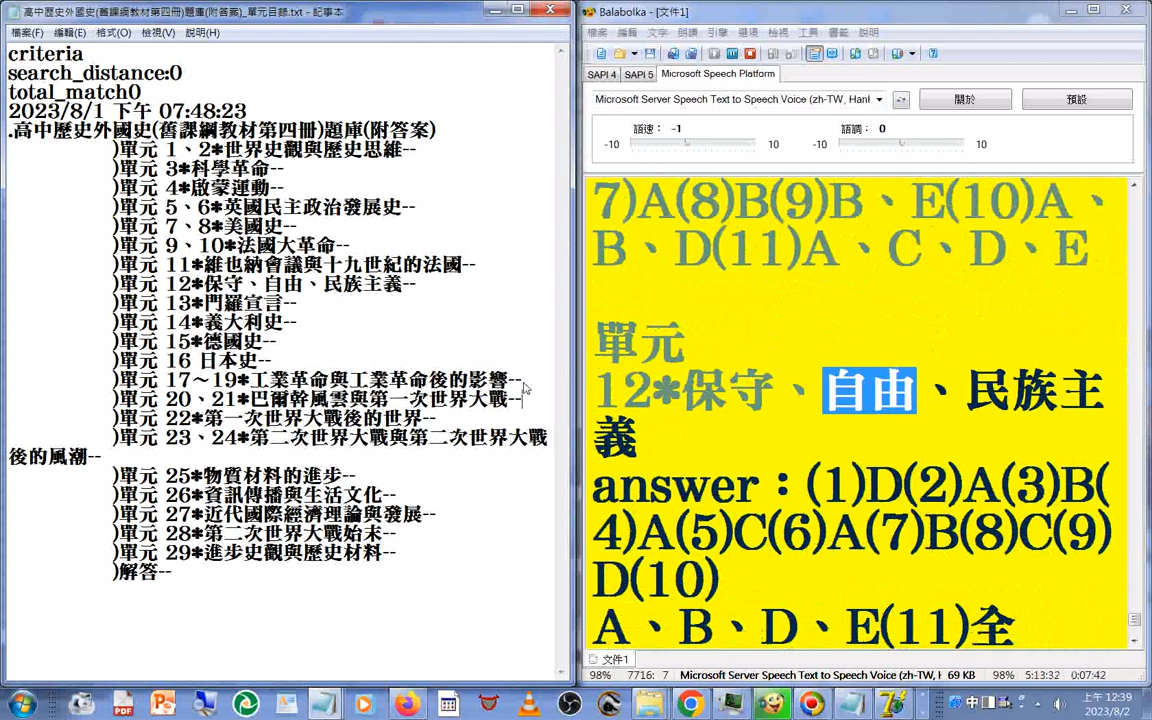 高中歷史外國史(舊課綱教材第四冊)題庫(附答案)_單元目錄.txt - 記事本
檔案(F) 編輯(E) 格式(O) 檢視(V) 說明(H)
criteria
search_distance:0
total_match0
2023/8/1 下午 07:48:23
.高中歷史外國史(舊課綱教材第四冊)題庫(附答案)
)單元 1、2*世界史觀與歷史思維--
)單元 3*科學革命--
)單元 4*啟蒙運動--
)單元 5、6*英國民主政治發展史--
)單元 7、8*美國史--
)單元 9、10*法國大革命--
)單元 11*維也納會議與十九世紀的法國--
)單元 12*保守、自由、民族主義--
)單元 13*門羅宣言--
)單元 14*義大利史--
)單元 15*德國史--
)單元 16 日本史--
)單元 17～19*工業革命與工業革命後的影響--
)單元 20、21*巴爾幹風雲與第一次世界大戰--
)單元 22*第一次世界大戰後的世界--
)單元 23、24*第二次世界大戰與第二次世界大戰
後的風潮--
)單元 25*物質材料的進步--
)單元 26*資訊傳播與生活文化--
)單元 27*近代國際經濟理論與發展--
)單元 28*第二次世界大戰始末--
)單元 29*進步史觀與歷史材料--
)解答--
Balabolka - [文件1]
檔案 編輯 文字 朗讀 引擎 選項 檢視 工具 書籤 說明
SAPI 4 SAPI 5 Microsoft Speech Platform
Microsoft Server Speech Text to Speech Voice (zh-TW, Hanl
關於 預設
語速： -1 語調： 0
-10 10 -10 10
7)A(8)B(9)B、E(10)A、
B、D(11)A、C、D、E
單元
12*保守、自由、民族主
義
answer：(1)D(2)A(3)B(
4)A(5)C(6)A(7)B(8)C(9)
D(10)
A、B、D、E(11)全
文件1
98% 7716: 7 Microsoft Server Speech Text to Speech Voice (zh-TW, H 69 KB 98% 5:13:32 0:07:42
中
上午 12:39
2023/8/2